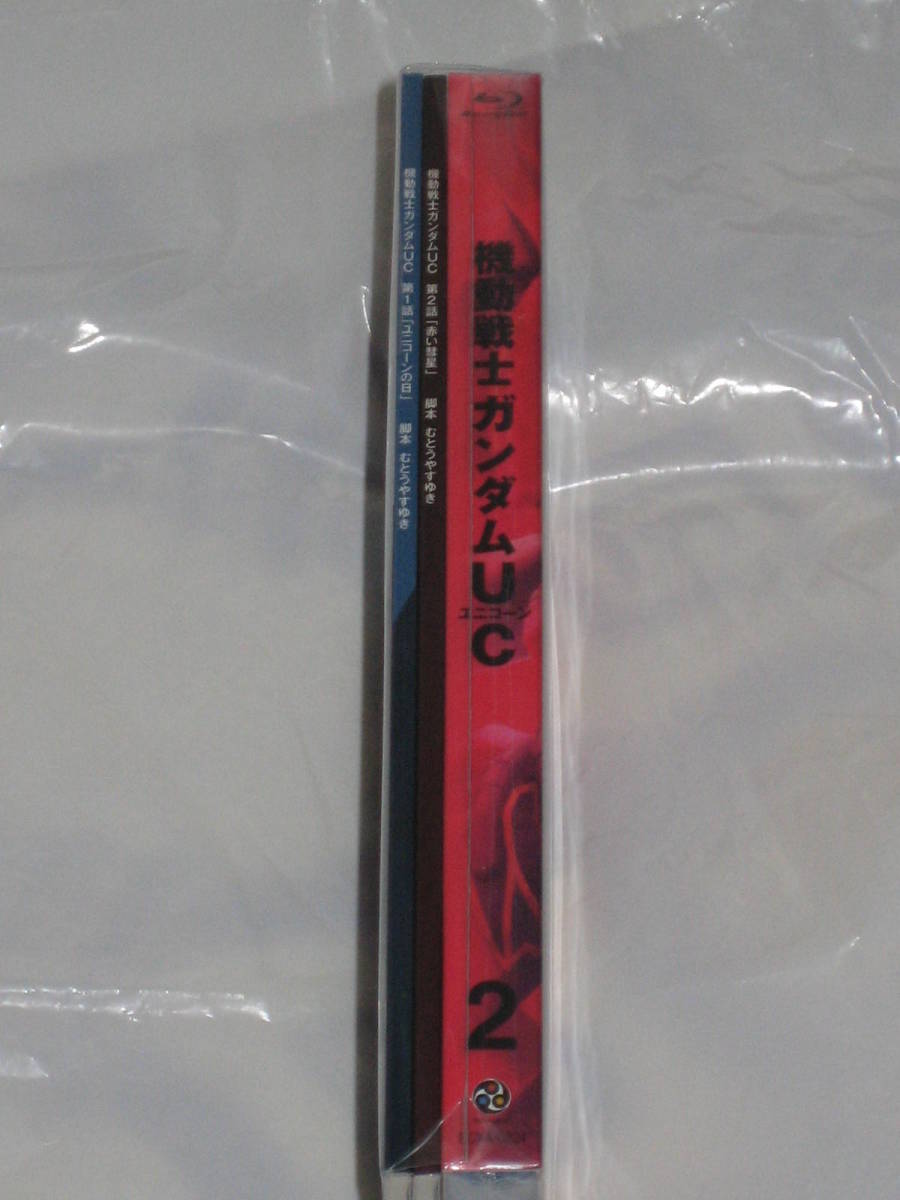 機動戦士ガンダムUC
ユニコーン
2
機動戦士ガンダムUC 第2話「赤い彗星」 脚本 むとうやすゆき
機動戦士ガンダムUC 第1話「ユニコーンの日」 脚本 むとうやすゆき